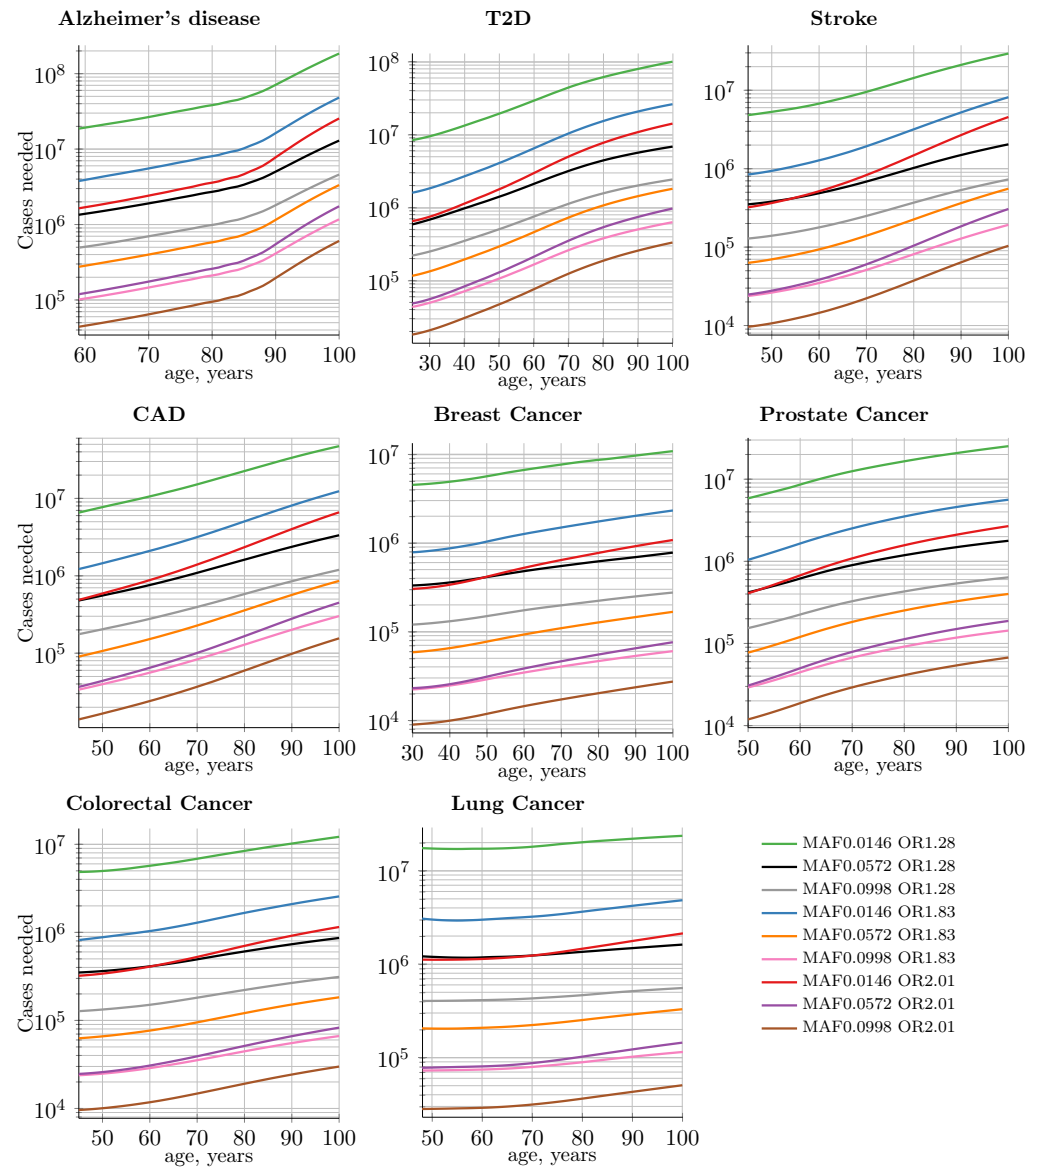 Alzheimer's disease
T2D
Stroke
10^8
10^7
10^6
10^5
Cases needed
60 70 80 90 100
age, years
10^8
10^7
10^6
10^5
30 40 50 60 70 80 90 100
age, years
10^7
10^6
10^5
10^4
50 60 70 80 90 100
age, years
CAD
Breast Cancer
Prostate Cancer
10^7
10^6
10^5
Cases needed
50 60 70 80 90 100
age, years
10^7
10^6
10^5
10^4
30 40 50 60 70 80 90 100
age, years
10^7
10^6
10^5
10^4
50 60 70 80 90 100
age, years
Colorectal Cancer
Lung Cancer
10^7
10^6
10^5
10^4
Cases needed
50 60 70 80 90 100
age, years
10^7
10^6
10^5
50 60 70 80 90 100
age, years
MAF0.0146 OR1.28
MAF0.0572 OR1.28
MAF0.0998 OR1.28
MAF0.0146 OR1.83
MAF0.0572 OR1.83
MAF0.0998 OR1.83
MAF0.0146 OR2.01
MAF0.0572 OR2.01
MAF0.0998 OR2.01